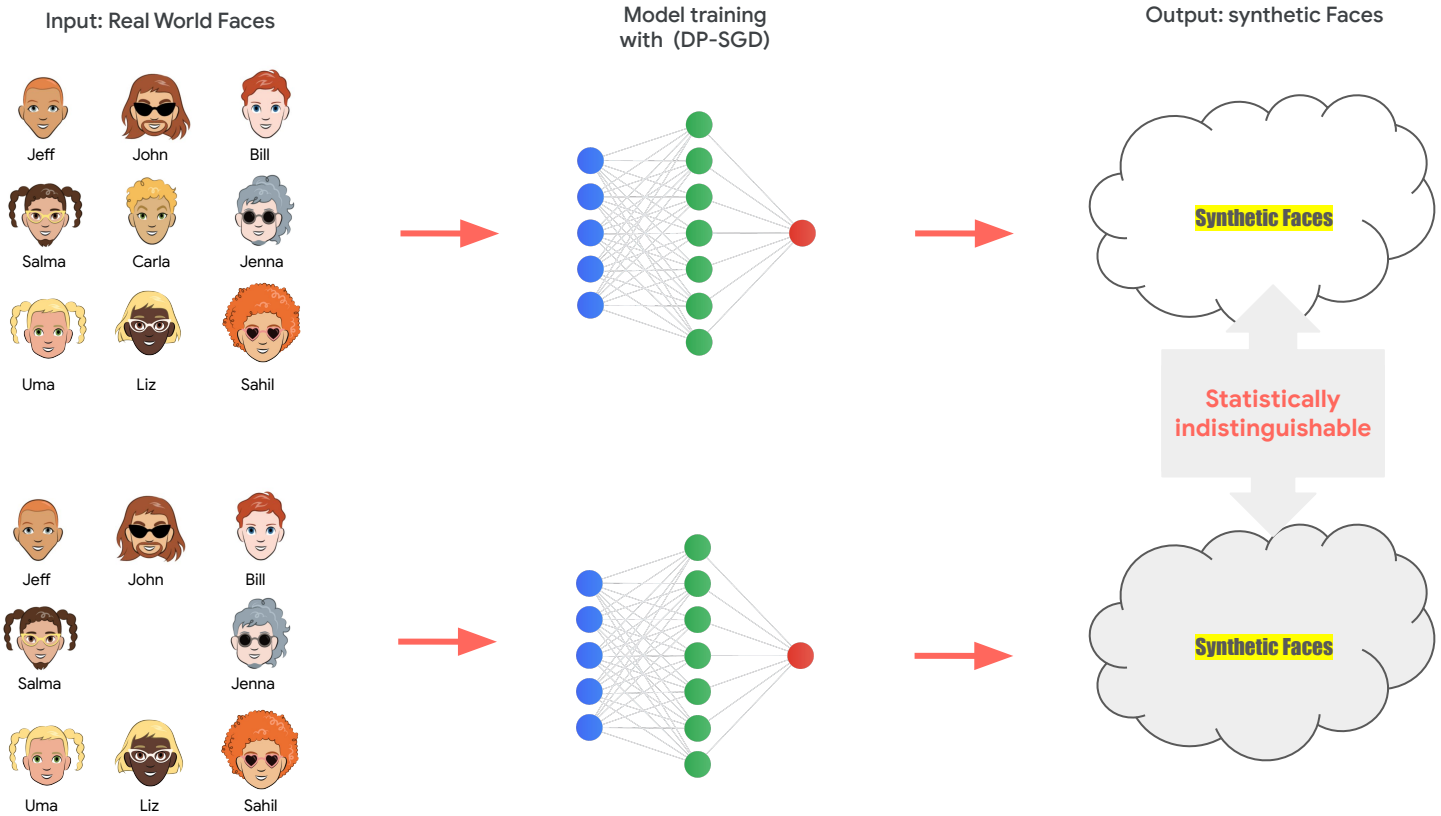 Input: Real World Faces
Model training
with (DP-SGD)
Output: synthetic Faces
Jeff
John
Bill
Salma
Carla
Jenna
Uma
Liz
Sahil
Synthetic Faces
Statistically
indistinguishable
Jeff
John
Bill
Salma
Jenna
Uma
Liz
Sahil
Synthetic Faces